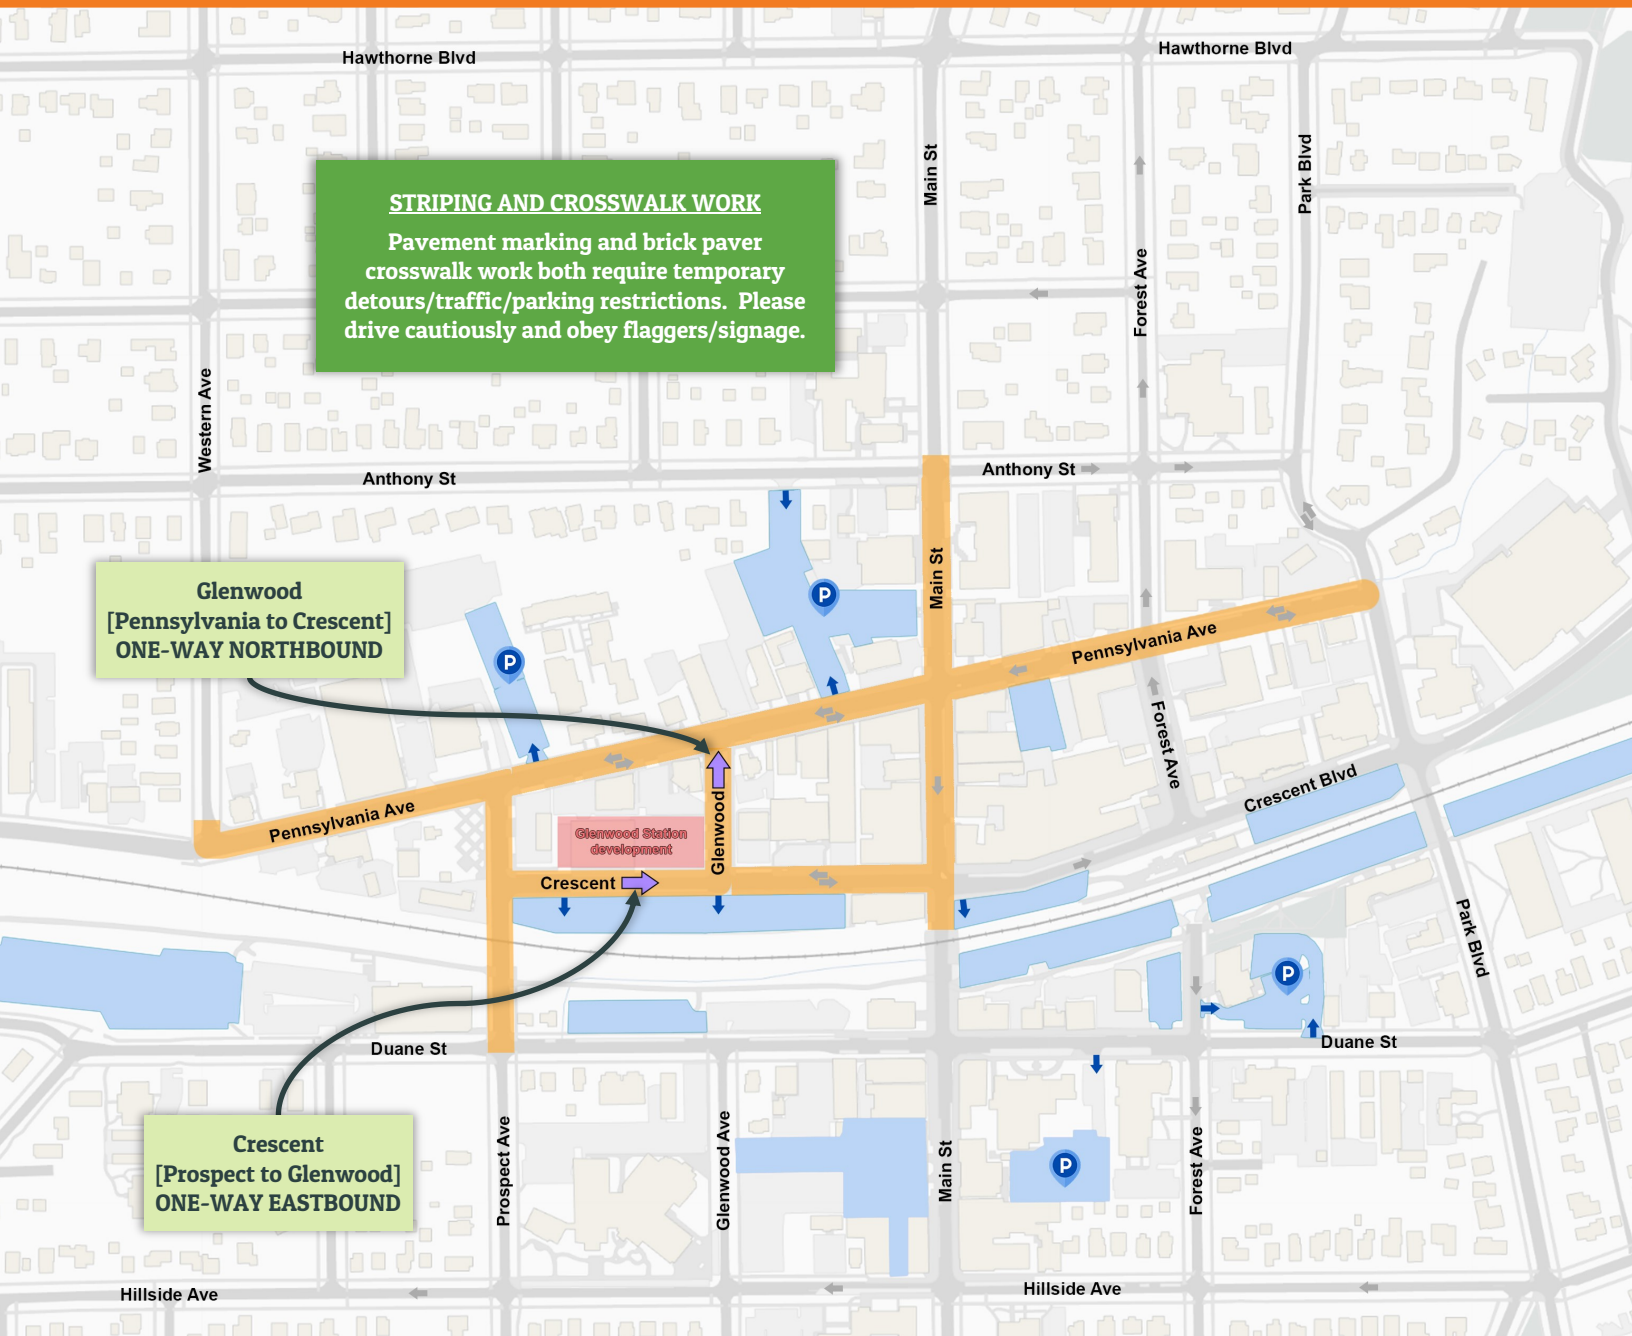 Hawthorne Blvd
Hawthorne Blvd
Main St
Park Blvd
STRIPING AND CROSSWALK WORK
Pavement marking and brick paver
crosswalk work both require temporary
detours/traffic/parking restrictions.  Please
drive cautiously and obey flaggers/signage.
Forest Ave
Western Ave
Anthony St
Anthony St
Main St
Glenwood
[Pennsylvania to Crescent]
ONE-WAY NORTHBOUND
P
P
Pennsylvania Ave
Forest Ave
Crescent Blvd
Pennsylvania Ave
Glenwood Station
development
Glenwood
Crescent
Park Blvd
P
Duane St
Duane St
Crescent
[Prospect to Glenwood]
ONE-WAY EASTBOUND
Prospect Ave
Glenwood Ave
Main St
P
Forest Ave
Hillside Ave
Hillside Ave